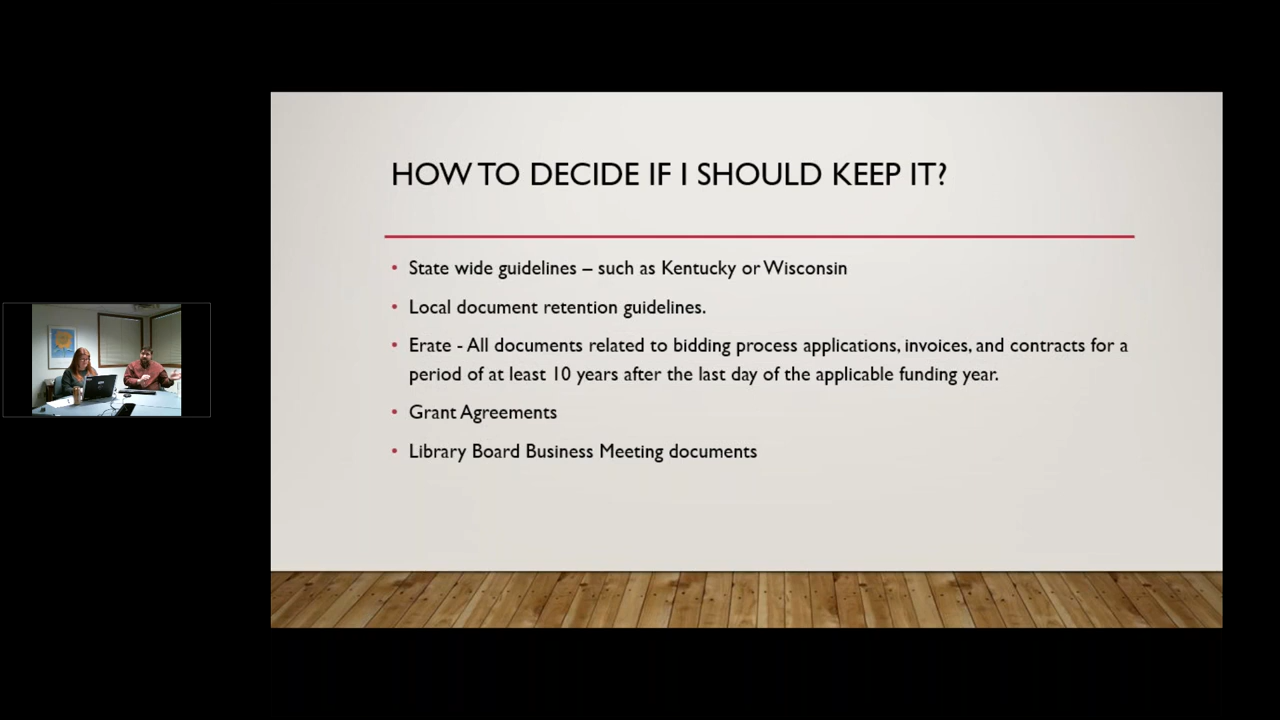 HOW TO DECIDE IF I SHOULD KEEP IT?
• State wide guidelines – such as Kentucky or Wisconsin
• Local document retention guidelines.
• Erate - All documents related to bidding process applications, invoices, and contracts for a
period of at least 10 years after the last day of the applicable funding year.
• Grant Agreements
• Library Board Business Meeting documents